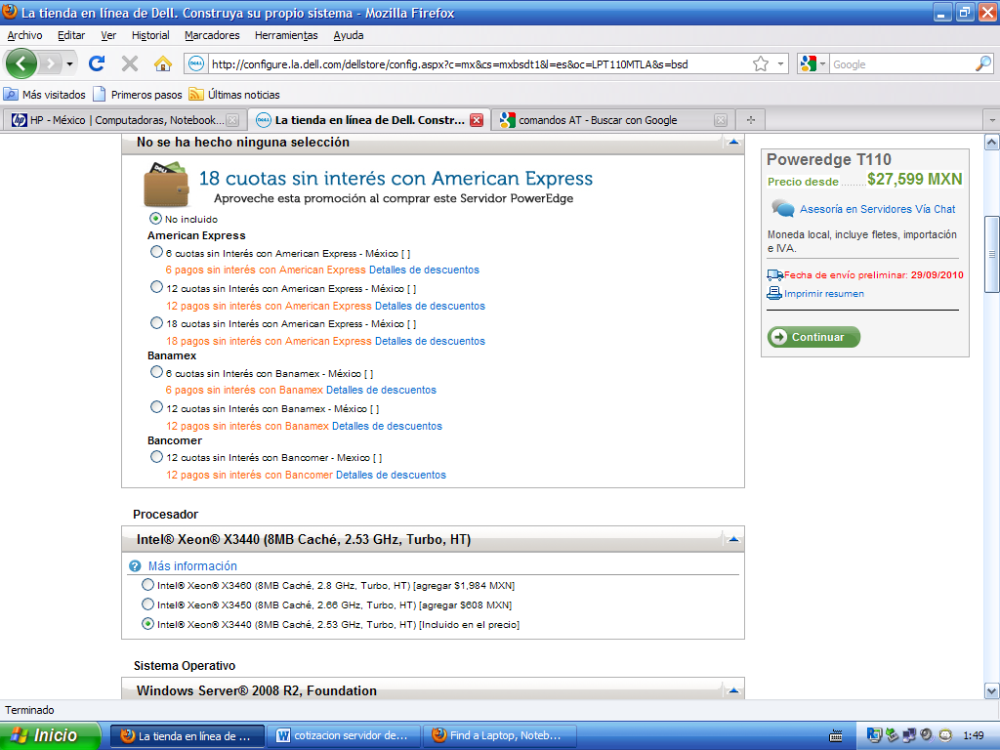 La tienda en línea de Dell. Construya su propio sistema - Mozilla Firefox
Archivo Editar Ver Historial Marcadores Herramientas Ayuda
http://configure.la.dell.com/dellstore/config.aspx?c=mx&cs=mxbsdt1&l=es&oc=LPT110MTLA&s=bsd
Google
Más visitados Primeros pasos Últimas noticias
HP - México | Computadoras, Notebook... La tienda en línea de Dell. Constr... comandos AT - Buscar con Google
No se ha hecho ninguna selección
18 cuotas sin interés con American Express
Aproveche esta promoción al comprar este Servidor PowerEdge
No incluido
American Express
6 cuotas sin Interés con American Express - México [ ]
6 pagos sin interés con American Express Detalles de descuentos
12 cuotas sin Interés con American Express - México [ ]
12 pagos sin interés con American Express Detalles de descuentos
18 cuotas sin Interés con American Express - México [ ]
18 pagos sin interés con American Express Detalles de descuentos
Banamex
6 cuotas sin Interés con Banamex - México [ ]
6 pagos sin interés con Banamex Detalles de descuentos
12 cuotas sin Interés con Banamex - México [ ]
12 pagos sin interés con Banamex Detalles de descuentos
Bancomer
12 cuotas sin Interés con Bancomer - Mexico [ ]
12 pagos sin interés con Bancomer Detalles de descuentos
Procesador
Intel® Xeon® X3440 (8MB Caché, 2.53 GHz, Turbo, HT)
Más información
Intel® Xeon® X3460 (8MB Caché, 2.8 GHz, Turbo, HT) [agregar $1,984 MXN]
Intel® Xeon® X3450 (8MB Caché, 2.66 GHz, Turbo, HT) [agregar $608 MXN]
Intel® Xeon® X3440 (8MB Caché, 2.53 GHz, Turbo, HT) [Incluido en el precio]
Sistema Operativo
Windows Server® 2008 R2, Foundation
Poweredge T110
Precio desde ......... $27,599 MXN
Asesoría en Servidores Vía Chat
Moneda local, incluye fletes, importación
e IVA.
Fecha de envío preliminar: 29/09/2010
Imprimir resumen
Continuar
Terminado
Inicio La tienda en línea de ... cotizacion servidor de... Find a Laptop, Noteb... 1:49